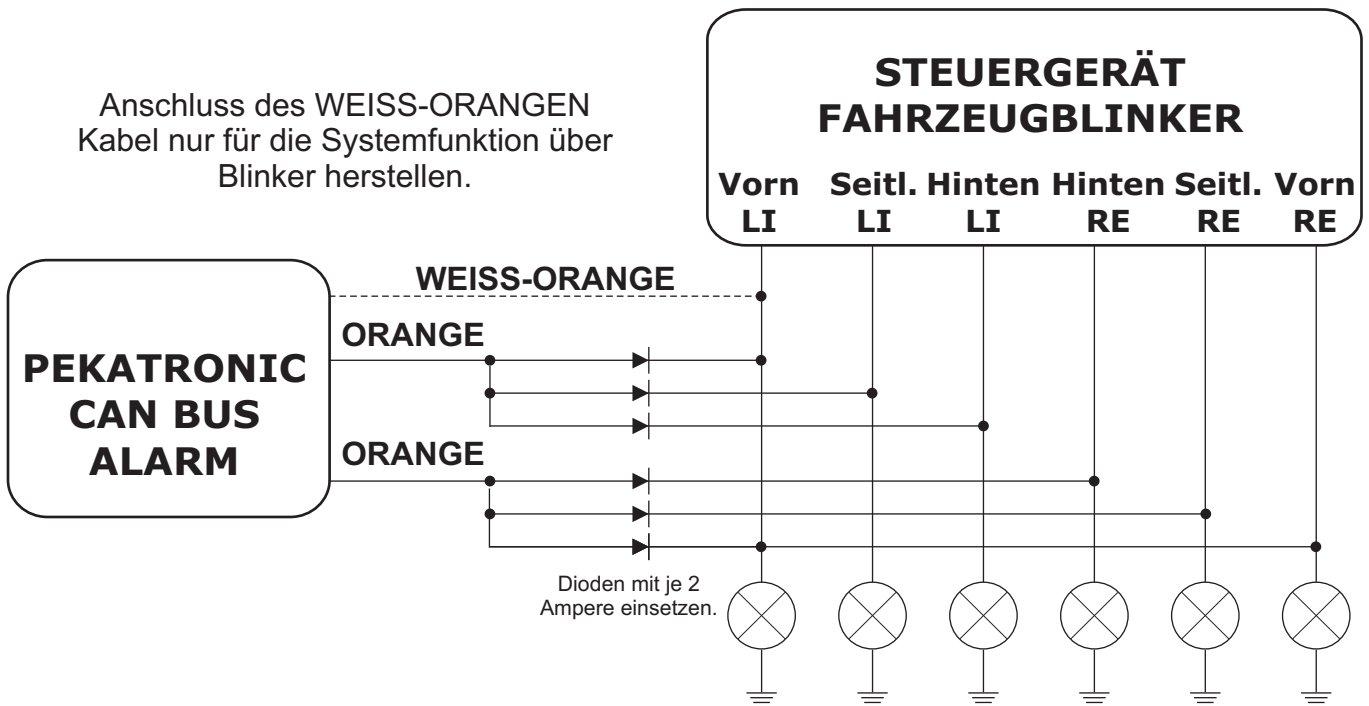 Anschluss des WEISS-ORANGEN
Kabel nur für die Systemfunktion über
Blinker herstellen.
STEUERGERÄT
FAHRZEUGBLINKER
Vorn Seitl. Hinten Hinten Seitl. Vorn
LI LI LI RE RE RE
WEISS-ORANGE
ORANGE
PEKATRONIC
CAN BUS
ALARM
ORANGE
Dioden mit je 2
Ampere einsetzen.